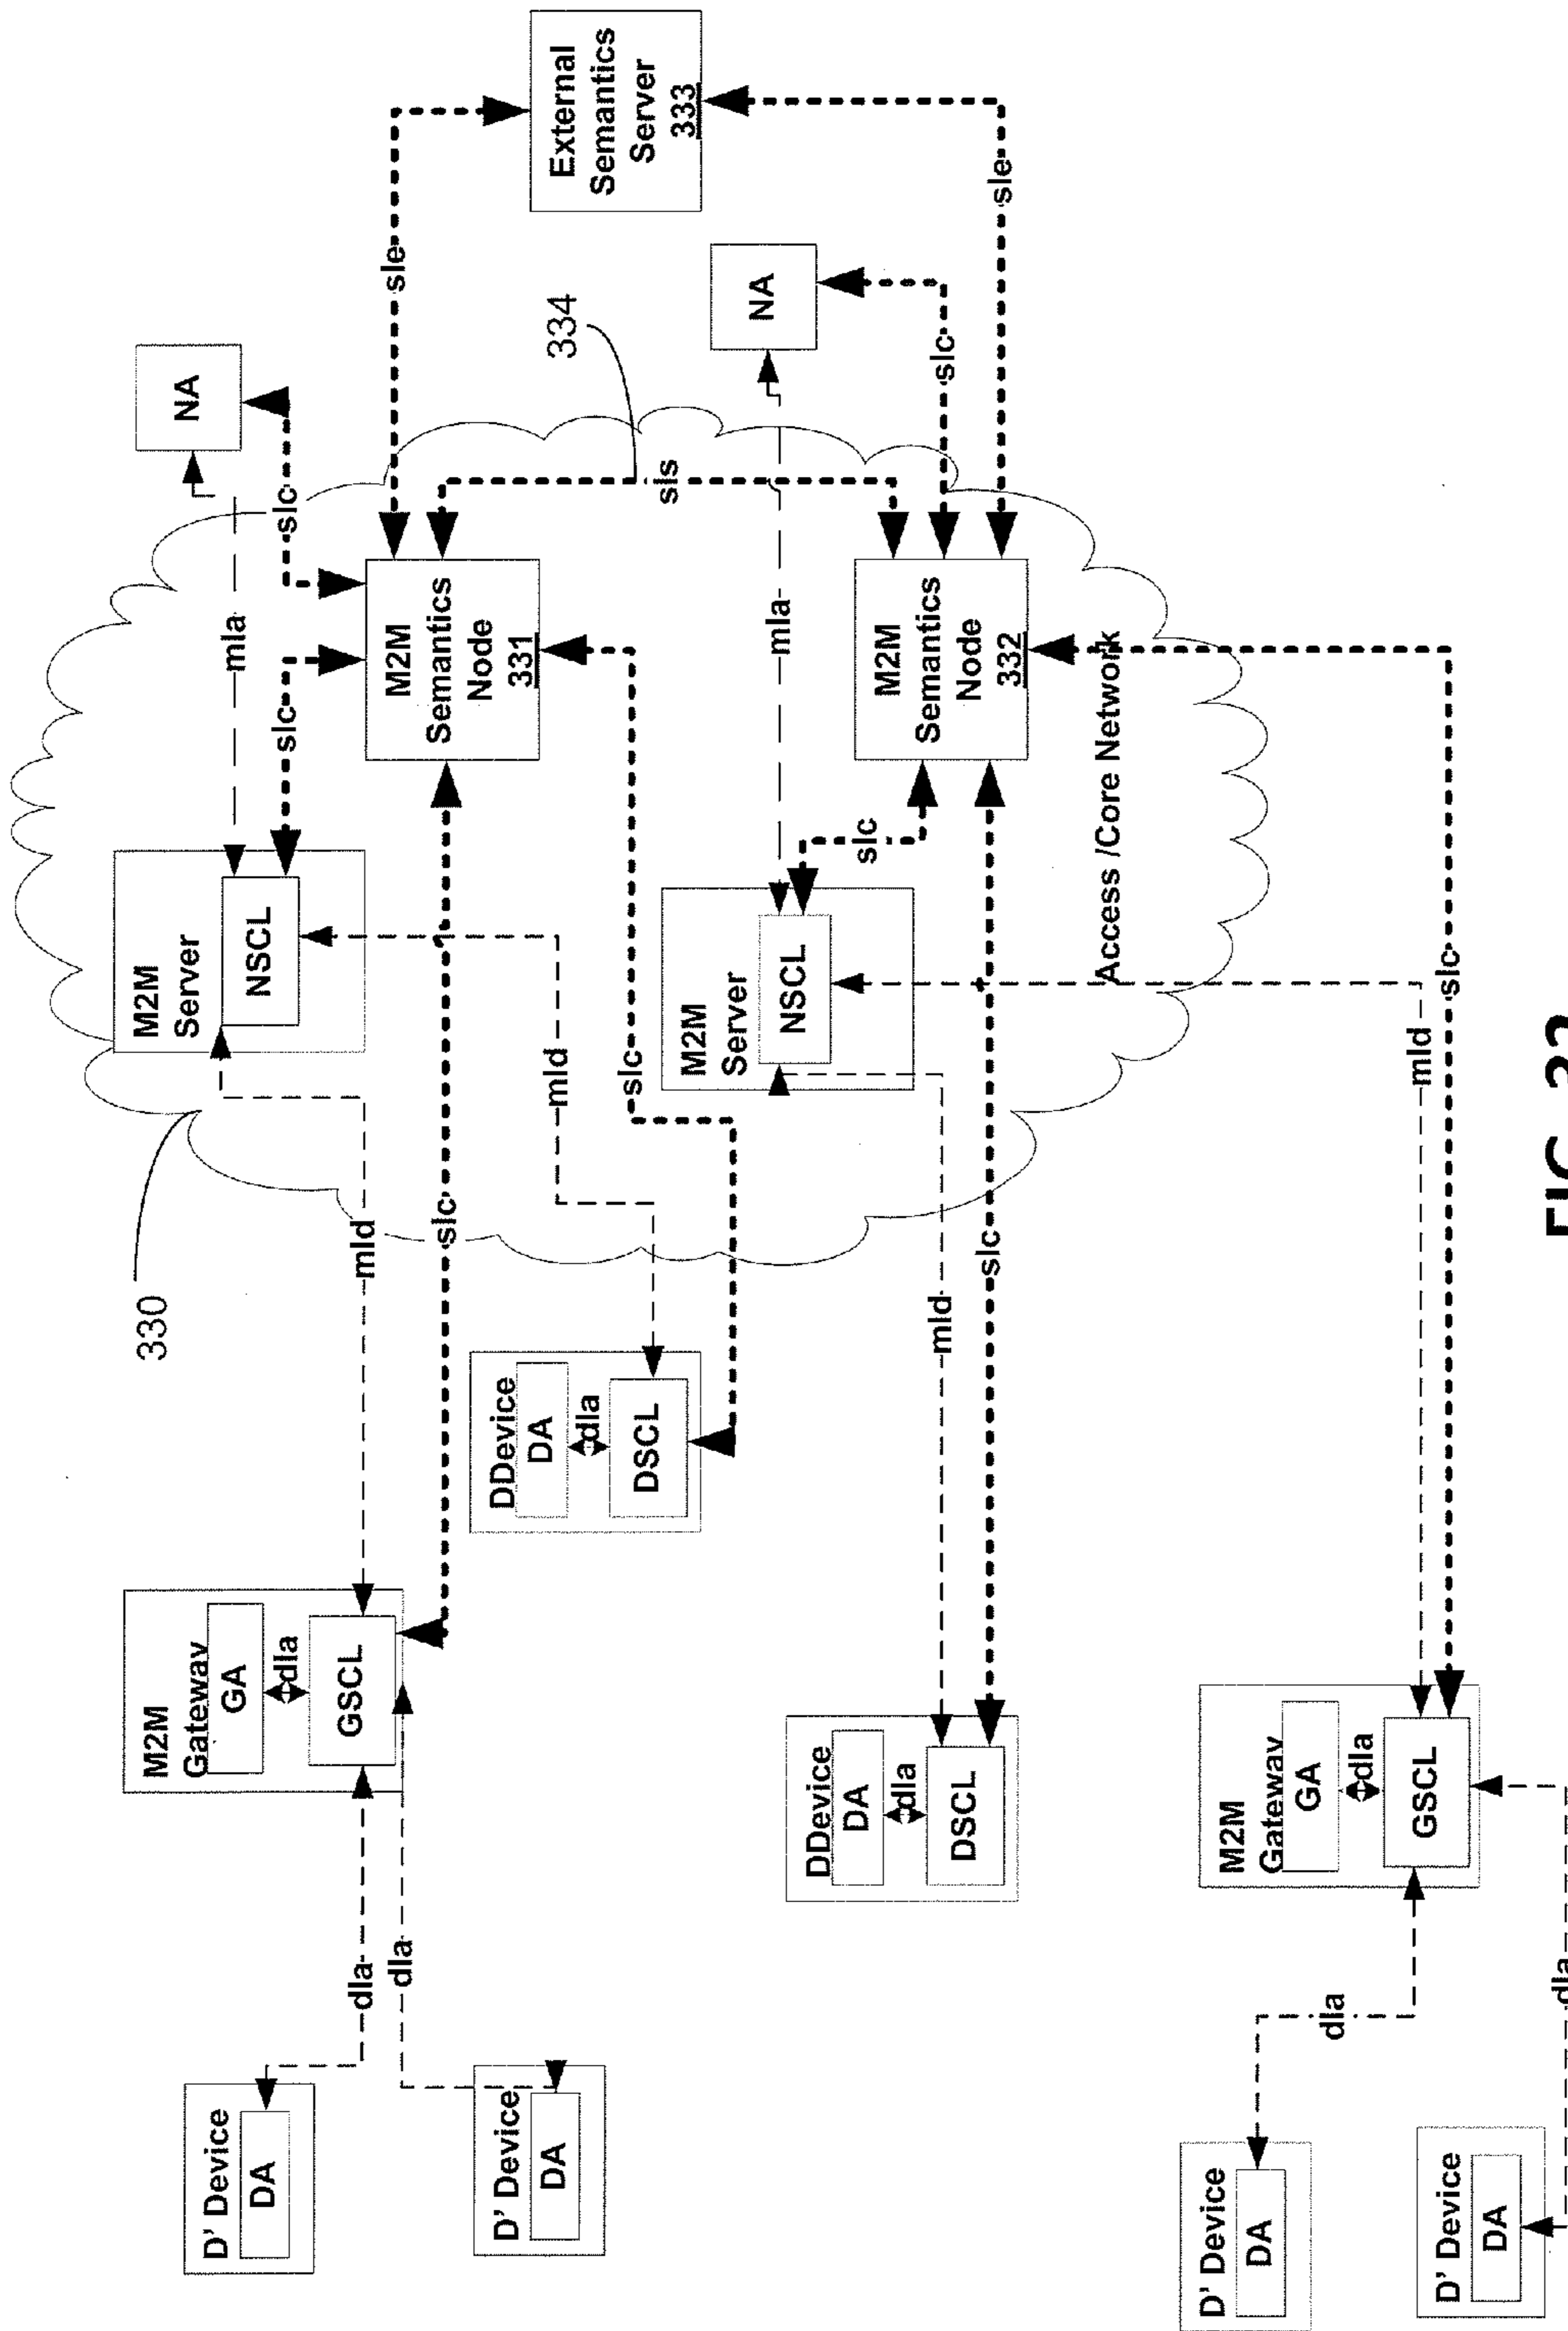 D' Device
DA
dla
M2M
Gateway
GA
dla
GSCL
mld
330
M2M
Server
NSCL
mla
slc
NA
D' Device
DA
dla
slc
slc
M2M
Semantics
Node
331
sle
External
Semantics
Server
333
DDevice
DA
dla
DSCL
mld
slc
sls
334
NA
M2M
Server
NSCL
mla
slc
DDevice
DA
dla
DSCL
mld
slc
slc
M2M
Semantics
Node
332
slc
sle
Access /Core Network
D' Device
DA
dla
M2M
Gateway
GA
dla
GSCL
mld
slc
D' Device
DA
dla
FIG